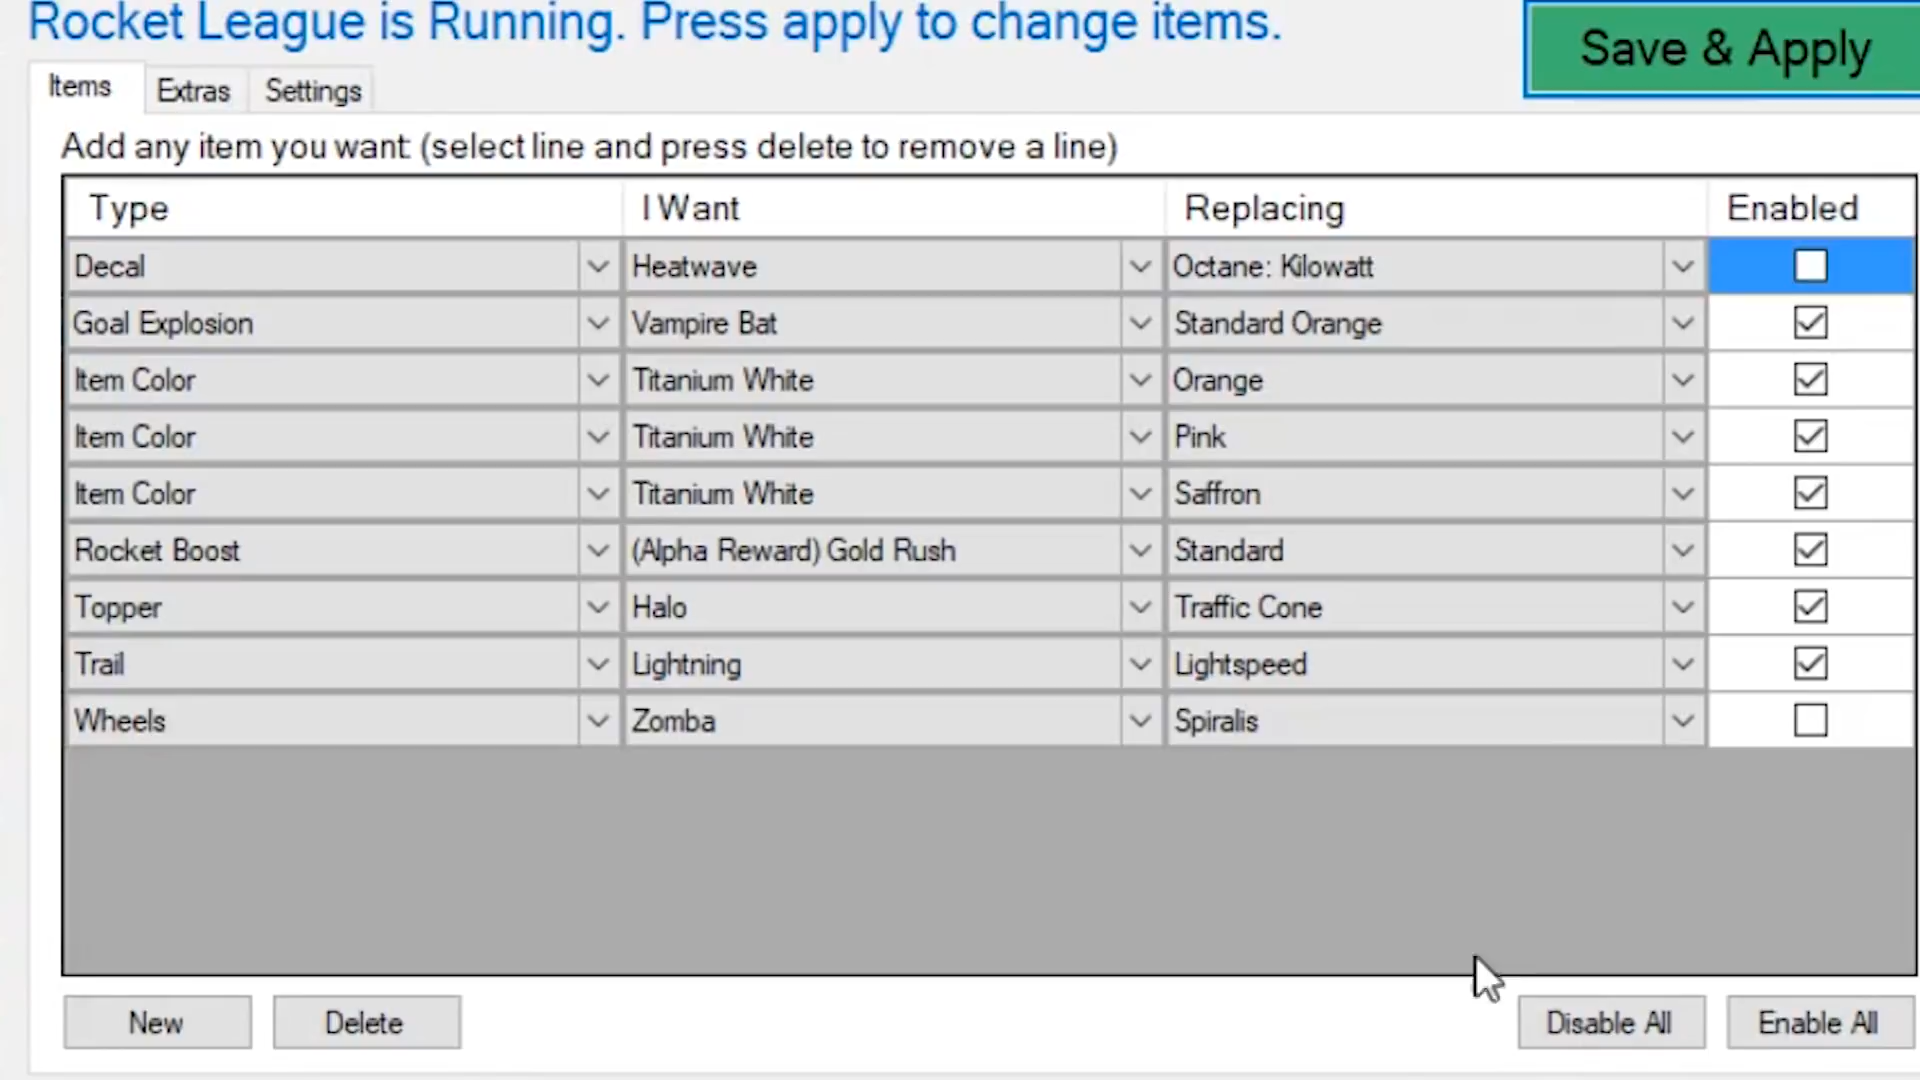 Rocket League is Running. Press apply to change items.
Save & Apply
Items Extras Settings
Add any item you want: (select line and press delete to remove a line)
Type I Want Replacing Enabled
Decal Heatwave Octane: Kilowatt
Goal Explosion Vampire Bat Standard Orange
Item Color Titanium White Orange
Item Color Titanium White Pink
Item Color Titanium White Saffron
Rocket Boost (Alpha Reward) Gold Rush Standard
Topper Halo Traffic Cone
Trail Lightning Lightspeed
Wheels Zomba Spiralis
New Delete Disable All Enable All